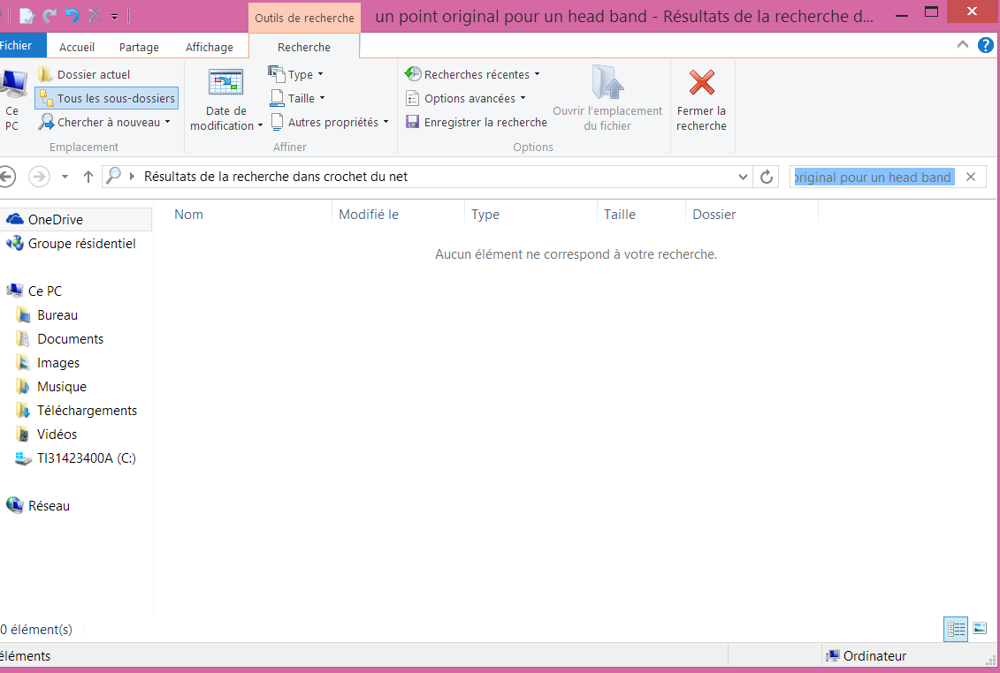 Outils de recherche
un point original pour un head band - Résultats de la recherche d...
Fichier
Accueil
Partage
Affichage
Recherche
Ce
PC
Dossier actuel
Tous les sous-dossiers
Chercher à nouveau
Emplacement
Date de
modification
Type
Taille
Autres propriétés
Affiner
Recherches récentes
Options avancées
Enregistrer la recherche
Ouvrir l'emplacement
du fichier
Options
Fermer la
recherche
Résultats de la recherche dans crochet du net
original pour un head band
Nom
Modifié le
Type
Taille
Dossier
Aucun élément ne correspond à votre recherche.
OneDrive
Groupe résidentiel
Ce PC
Bureau
Documents
Images
Musique
Téléchargements
Vidéos
TI31423400A (C:)
Réseau
0 élément(s)
éléments
Ordinateur